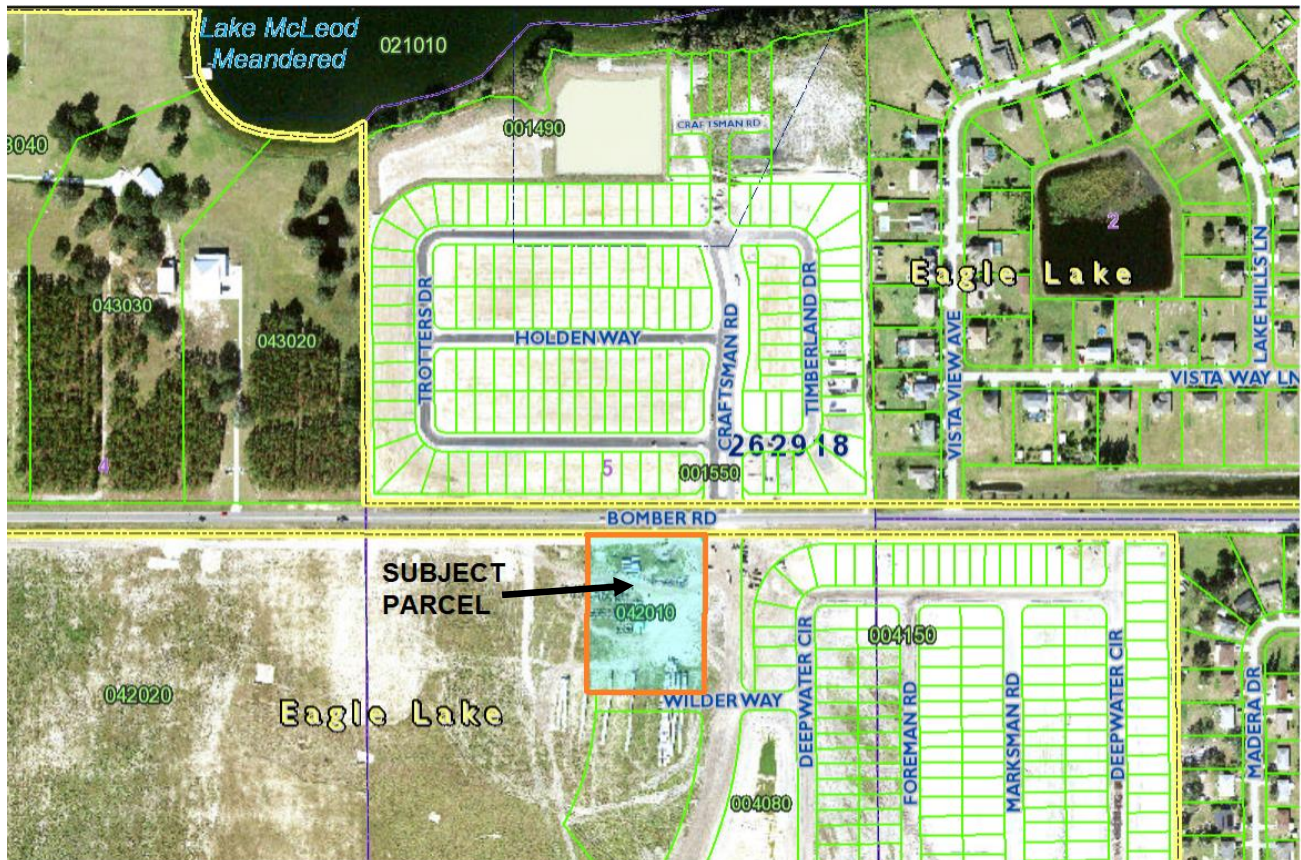 Lake McLeod
Meandered
021010
3040
001490
CRAFTSMAN RD
2
Eagle Lake
LAKE HILLS LN
043030
043020
TROTTERS DR
HOLDEN WAY
CRAFTSMAN RD
TIMBERLAND DR
VISTA VIEW AVE
VISTA WAY LN
262918
4
5
001550
BOMBER RD
SUBJECT
PARCEL
042010
004150
DEEPWATER CIR
FOREMAN RD
MARKSMAN RD
DEEPWATER CIR
MADERA DR
042020
Eagle Lake
WILDER WAY
004080